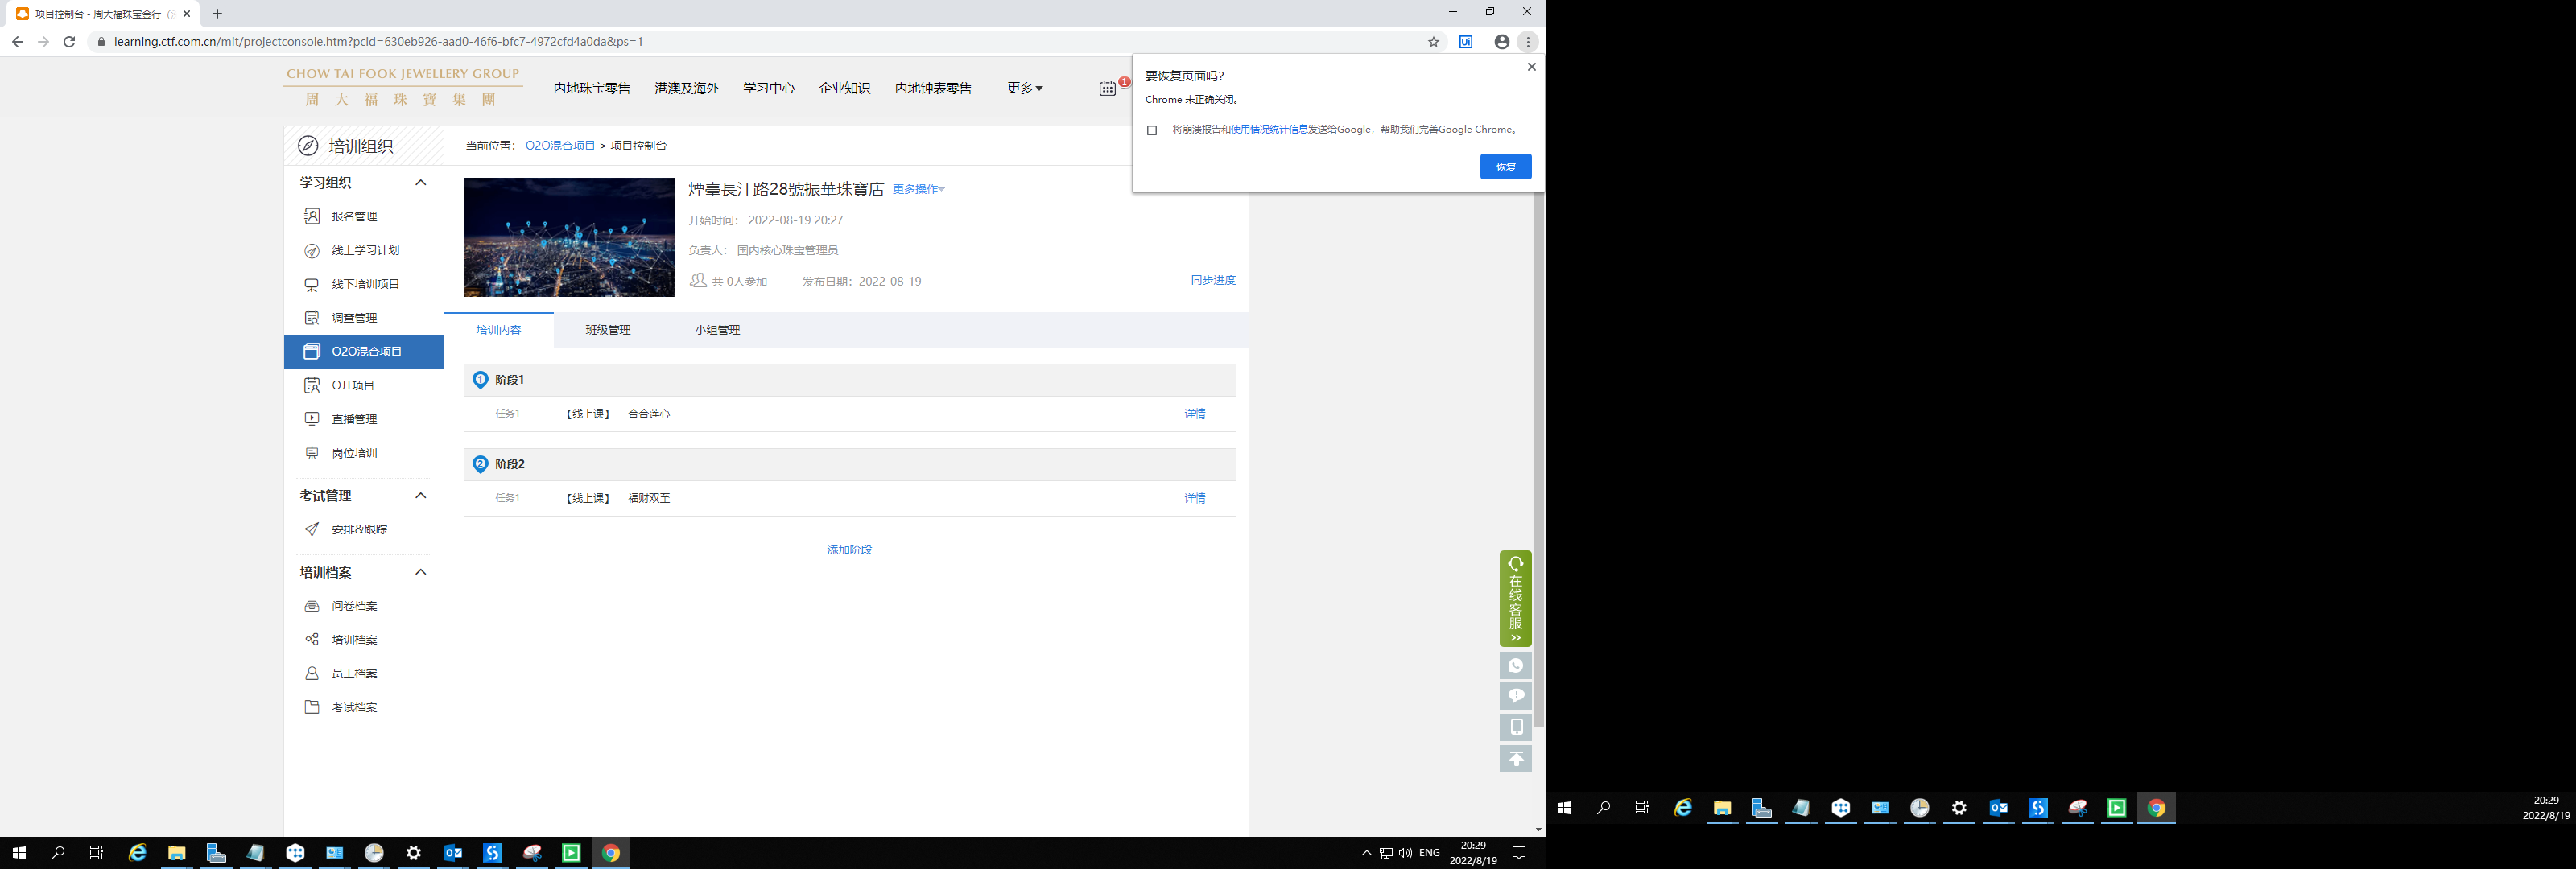 项目控制台 - 周大福珠宝金行
learning.ctf.com.cn/mit/projectconsole.htm?pcid=630eb926-aad0-46f6-bfc7-4972cfd4a0da&ps=1
CHOW TAI FOOK JEWELLERY GROUP
周大福珠寶集團
内地珠宝零售 港澳及海外 学习中心 企业知识 内地钟表零售 更多
1
要恢复页面吗?
Chrome 未正确关闭。
将崩溃报告和使用情况统计信息发送给Google，帮助我们完善Google Chrome。
恢复
培训组织
学习组织
报名管理
线上学习计划
线下培训项目
调查管理
O2O混合项目
OJT项目
直播管理
岗位培训
考试管理
安排&跟踪
培训档案
问卷档案
培训档案
员工档案
考试档案
当前位置： O2O混合项目 > 项目控制台
煙臺長江路28號振華珠寶店 更多操作
开始时间： 2022-08-19 20:27
负责人： 国内核心珠宝管理员
共 0人参加 发布日期：2022-08-19
同步进度
培训内容 班级管理 小组管理
1 阶段1
任务1 【线上课】 合合莲心 详情
2 阶段2
任务1 【线上课】 福财双至 详情
添加阶段
在线客服
ENG
20:29
2022/8/19
20:29
2022/8/19